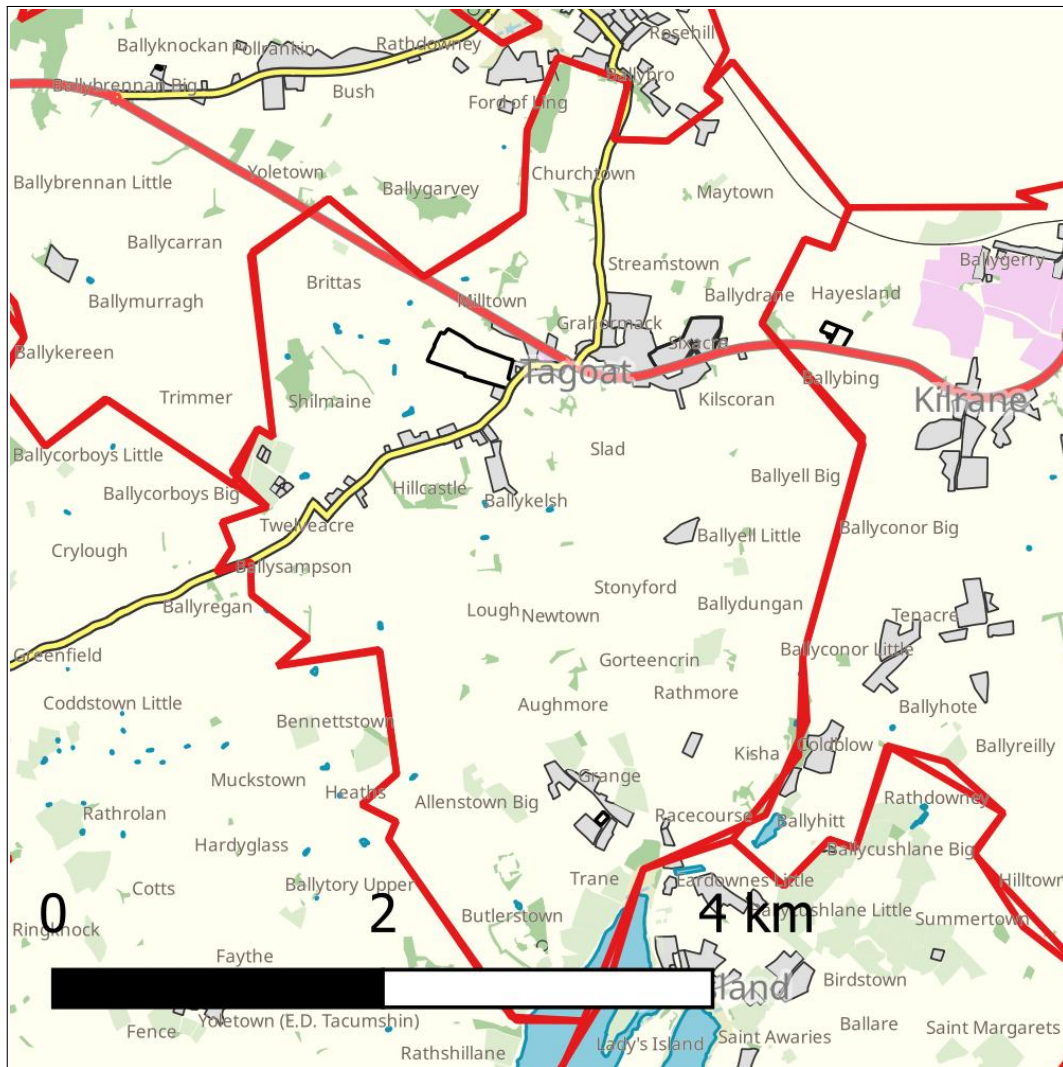 Rosehill
Ballyknockan
Pollrankin
Rathdowney
Ballybro
Ballybrennan Big
Bush
Ford of Ling
Yoletown
Churchtown
Ballybrennan Little
Ballygarvey
Maytown
Ballycarran
Streamstown
Ballygerry
Brittas
Ballymurragh
Milltown
Ballydrane
Hayesland
Grahormack
Sixacre
Ballykereen
Tagoat
Ballybing
Trimmer
Shilmaine
Kilscoran
Kilrane
Slad
Ballycorboys Little
Ballyell Big
Ballycorboys Big
Hillcastle
Ballykelsh
Twelveacre
Ballyconor Big
Crylough
Ballyell Little
Ballysampson
Stonyford
Ballyregan
Lough
Newtown
Ballydungan
Tenacre
Greenfield
Gorteencrin
Ballyconor Little
Coddstown Little
Rathmore
Aughmore
Ballyhote
Bennettstown
Kisha
Coldblow
Ballyreilly
Muckstown
Heaths
Grange
Allenstown Big
Rathdowney
Rathrolan
Racecourse
Ballyhitt
Hardyglass
Ballycushlane Big
Cotts
Ballytory Upper
Trane
Eardownes Little
Hilltown
0
2
4 km
Butlerstown
Ballycushlane Little
Summertown
Ringknock
Faythe
Birdstown
sland
Fence
Yoletown (E.D. Tacumshin)
Ballare
Saint Margarets
Rathshillane
Lady's Island
Saint Awaries